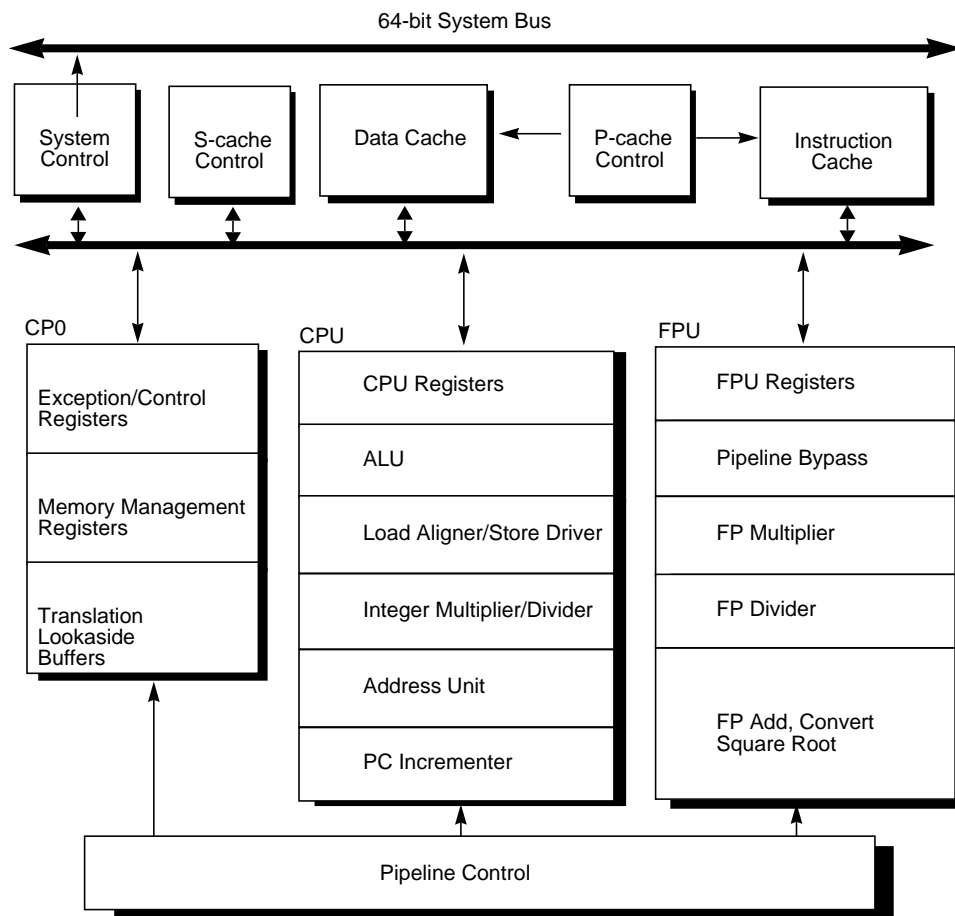 64-bit System Bus
System
Control
S-cache
Control
Data Cache
P-cache
Control
Instruction
Cache
CP0
Exception/Control
Registers
Memory Management
Registers
Translation
Lookaside
Buffers
CPU
CPU Registers
ALU
Load Aligner/Store Driver
Integer Multiplier/Divider
Address Unit
PC Incrementer
FPU
FPU Registers
Pipeline Bypass
FP Multiplier
FP Divider
FP Add, Convert
Square Root
Pipeline Control